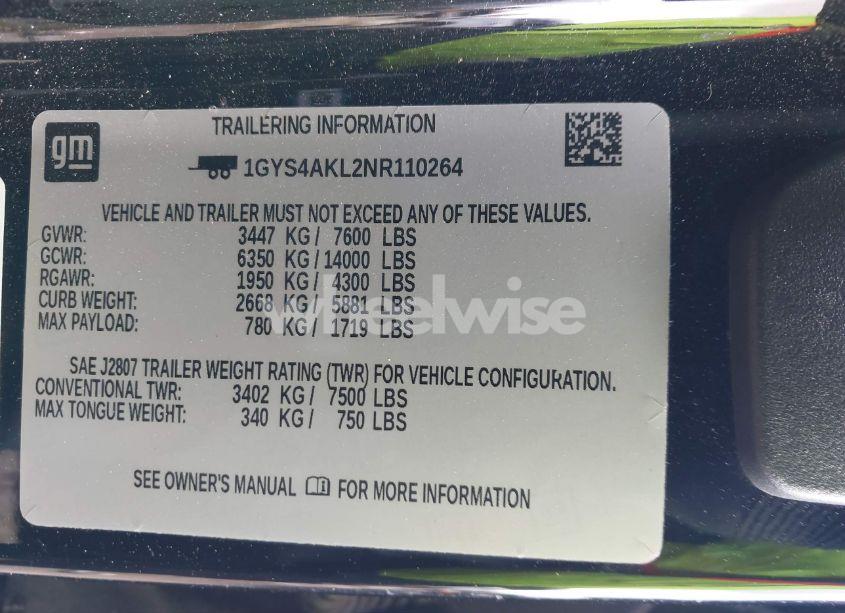 gm
TRAILERING INFORMATION
1GYS4AKL2NR110264
VEHICLE AND TRAILER MUST NOT EXCEED ANY OF THESE VALUES.
GVWR: 3447 KG / 7600 LBS
GCWR: 6350 KG / 14000 LBS
RGAWR: 1950 KG / 4300 LBS
CURB WEIGHT: 2668 KG / 5881 LBS
MAX PAYLOAD: 780 KG / 1719 LBS
wheelwise
SAE J2807 TRAILER WEIGHT RATING (TWR) FOR VEHICLE CONFIGURATION.
CONVENTIONAL TWR: 3402 KG / 7500 LBS
MAX TONGUE WEIGHT: 340 KG / 750 LBS
SEE OWNER'S MANUAL FOR MORE INFORMATION